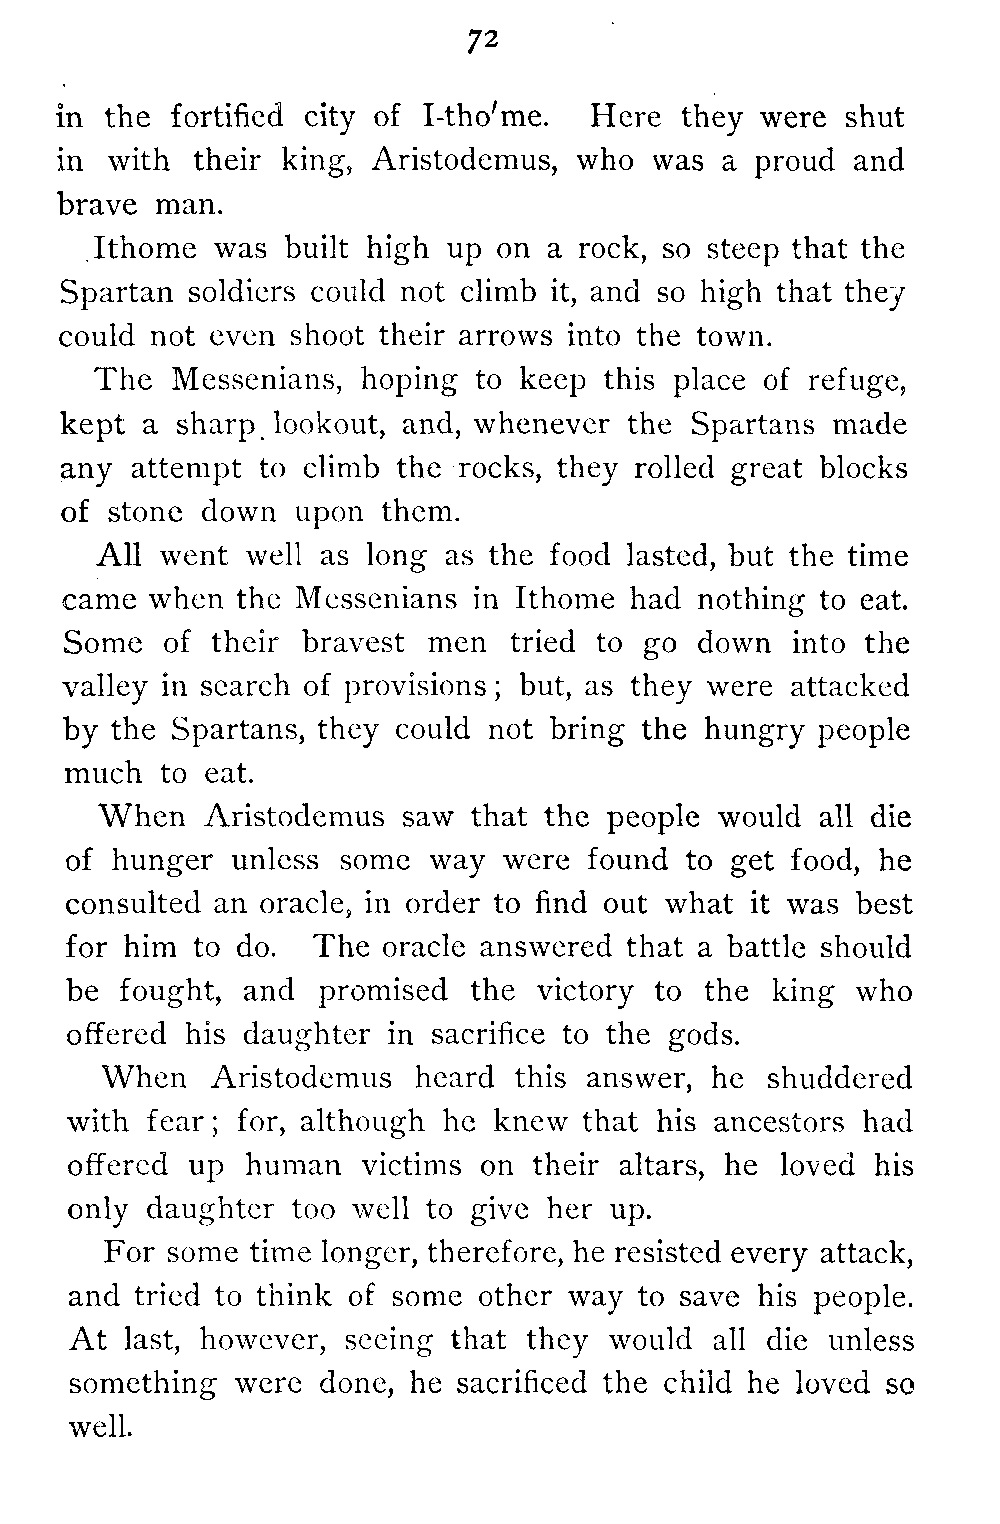 72
in the fortified city of I-tho′me. Here they were shut
in with their king, Aristodemus, who was a proud and
brave man.
Ithome was built high up on a rock, so steep that the
Spartan soldiers could not climb it, and so high that they
could not even shoot their arrows into the town.
The Messenians, hoping to keep this place of refuge,
kept a sharp lookout, and, whenever the Spartans made
any attempt to climb the rocks, they rolled great blocks
of stone down upon them.
All went well as long as the food lasted, but the time
came when the Messenians in Ithome had nothing to eat.
Some of their bravest men tried to go down into the
valley in search of provisions; but, as they were attacked
by the Spartans, they could not bring the hungry people
much to eat.
When Aristodemus saw that the people would all die
of hunger unless some way were found to get food, he
consulted an oracle, in order to find out what it was best
for him to do. The oracle answered that a battle should
be fought, and promised the victory to the king who
offered his daughter in sacrifice to the gods.
When Aristodemus heard this answer, he shuddered
with fear; for, although he knew that his ancestors had
offered up human victims on their altars, he loved his
only daughter too well to give her up.
For some time longer, therefore, he resisted every attack,
and tried to think of some other way to save his people.
At last, however, seeing that they would all die unless
something were done, he sacrificed the child he loved so
well.